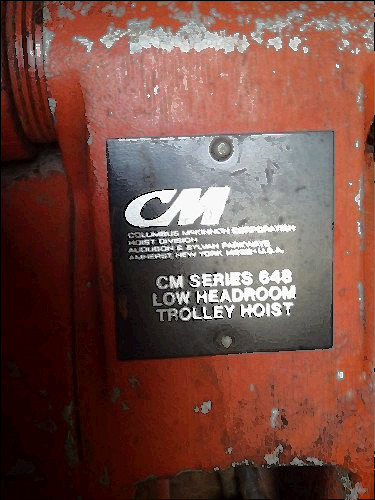 CM
COLUMBUS McKINNON CORPORATION
HOIST DIVISION
AUDUBON & SYLVAN PARKWAYS
AMHERST, NEW YORK U.S.A.
CM SERIES 648
LOW HEADROOM
TROLLEY HOIST